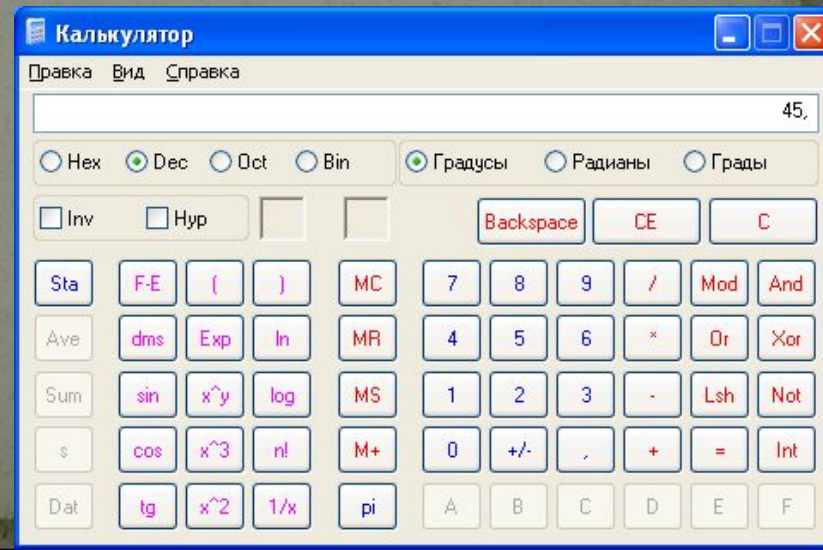 Калькулятор
Правка Вид Справка
45,
Hex Dec Oct Bin Градусы Радианы Грады
Inv Hyp Backspace CE C
Sta F-E ( ) MC 7 8 9 / Mod And
Ave dms Exp ln MR 4 5 6 * Or Xor
Sum sin x^y log MS 1 2 3 - Lsh Not
s cos x^3 n! M+ 0 +/- , + = Int
Dat tg x^2 1/x pi A B C D E F